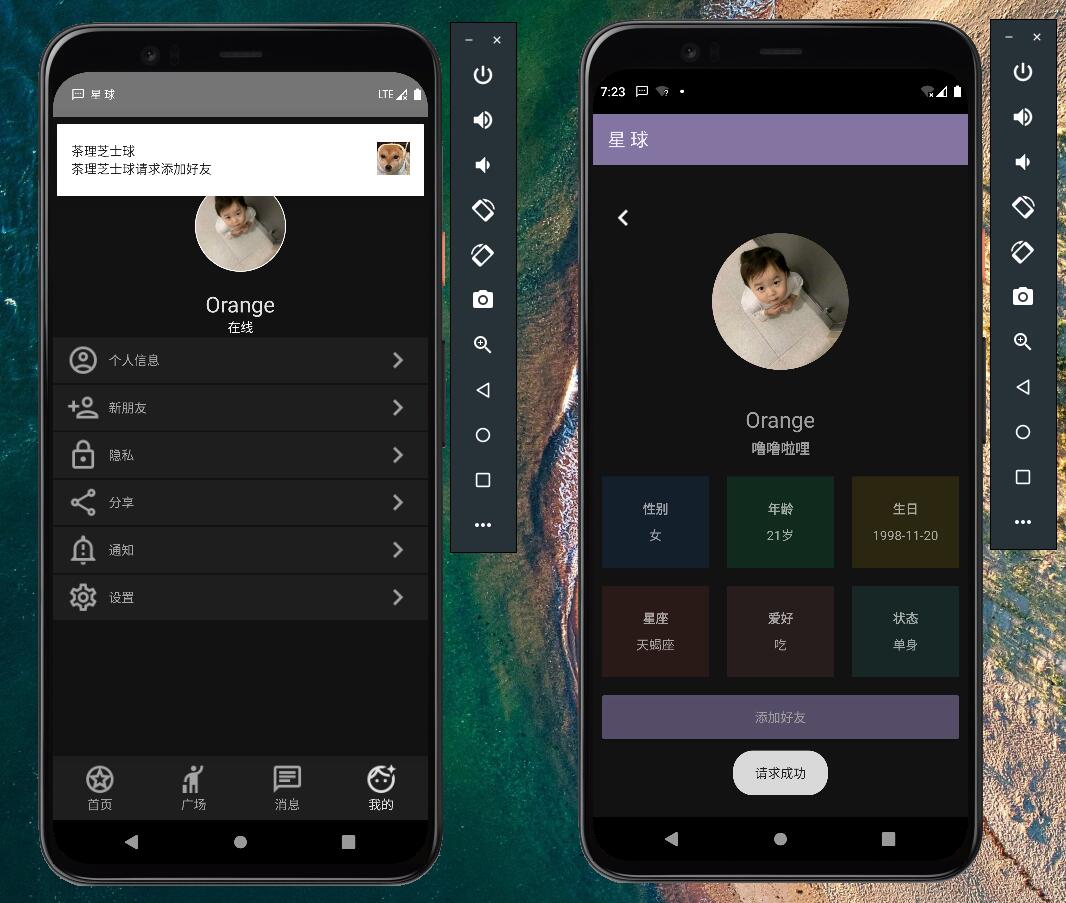 星球
LTE
茶理芝士球
茶理芝士球请求添加好友
Orange
在线
个人信息
新朋友
隐私
分享
通知
设置
首页
广场
消息
我的
7:23
星球
Orange
噜噜啦哩
性别
女
年龄
21岁
生日
1998-11-20
星座
天蝎座
爱好
吃
状态
单身
添加好友
请求成功